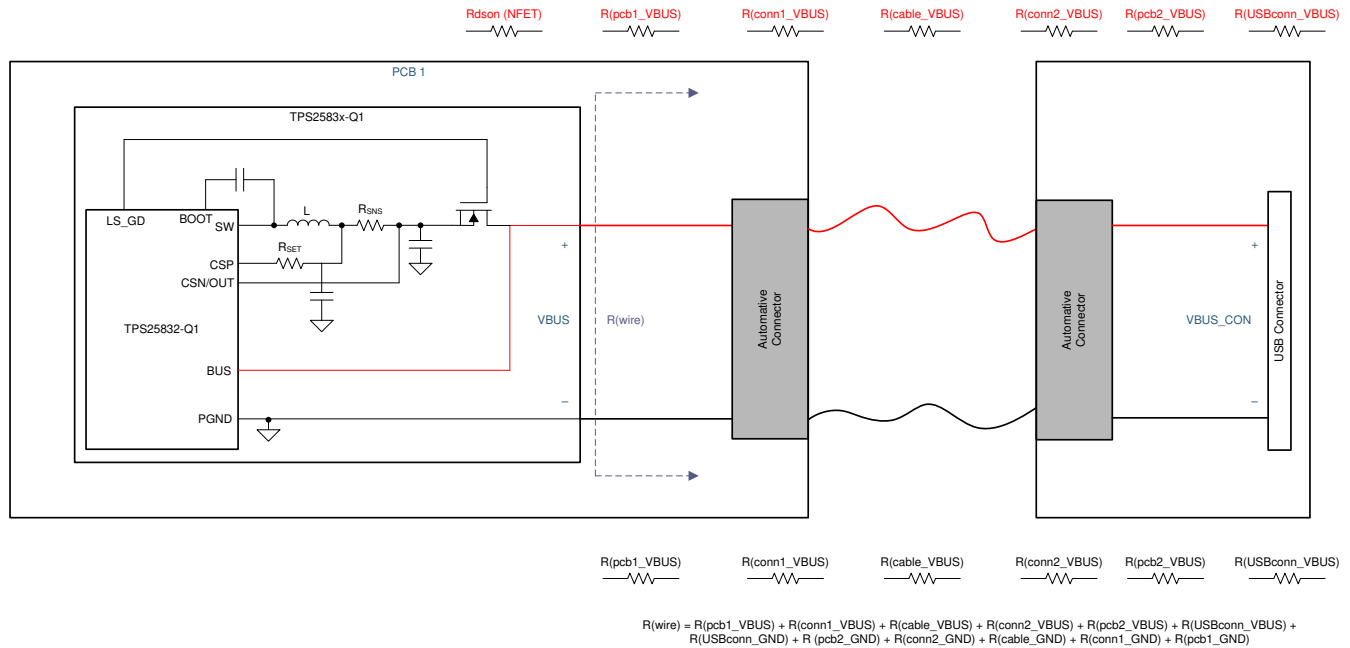 Rdson (NFET) R(pcb1_VBUS) R(conn1_VBUS) R(cable_VBUS) R(conn2_VBUS) R(pcb2_VBUS) R(USBconn_VBUS)
PCB 1
TPS2583x-Q1
LS_GD
BOOT
SW
L
RSNS
RSET
CSP
CSN/OUT
TPS25832-Q1
BUS
PGND
+
VBUS
–
R(wire)
Automative
Connector
Automative
Connector
+
VBUS_CON
–
USB Connector
R(pcb1_VBUS) R(conn1_VBUS) R(cable_VBUS) R(conn2_VBUS) R(pcb2_VBUS) R(USBconn_VBUS)
R(wire) = R(pcb1_VBUS) + R(conn1_VBUS) + R(cable_VBUS) + R(conn2_VBUS) + R(pcb2_VBUS) + R(USBconn_VBUS) +
R(USBconn_GND) + R (pcb2_GND) + R(conn2_GND) + R(cable_GND) + R(conn1_GND) + R(pcb1_GND)